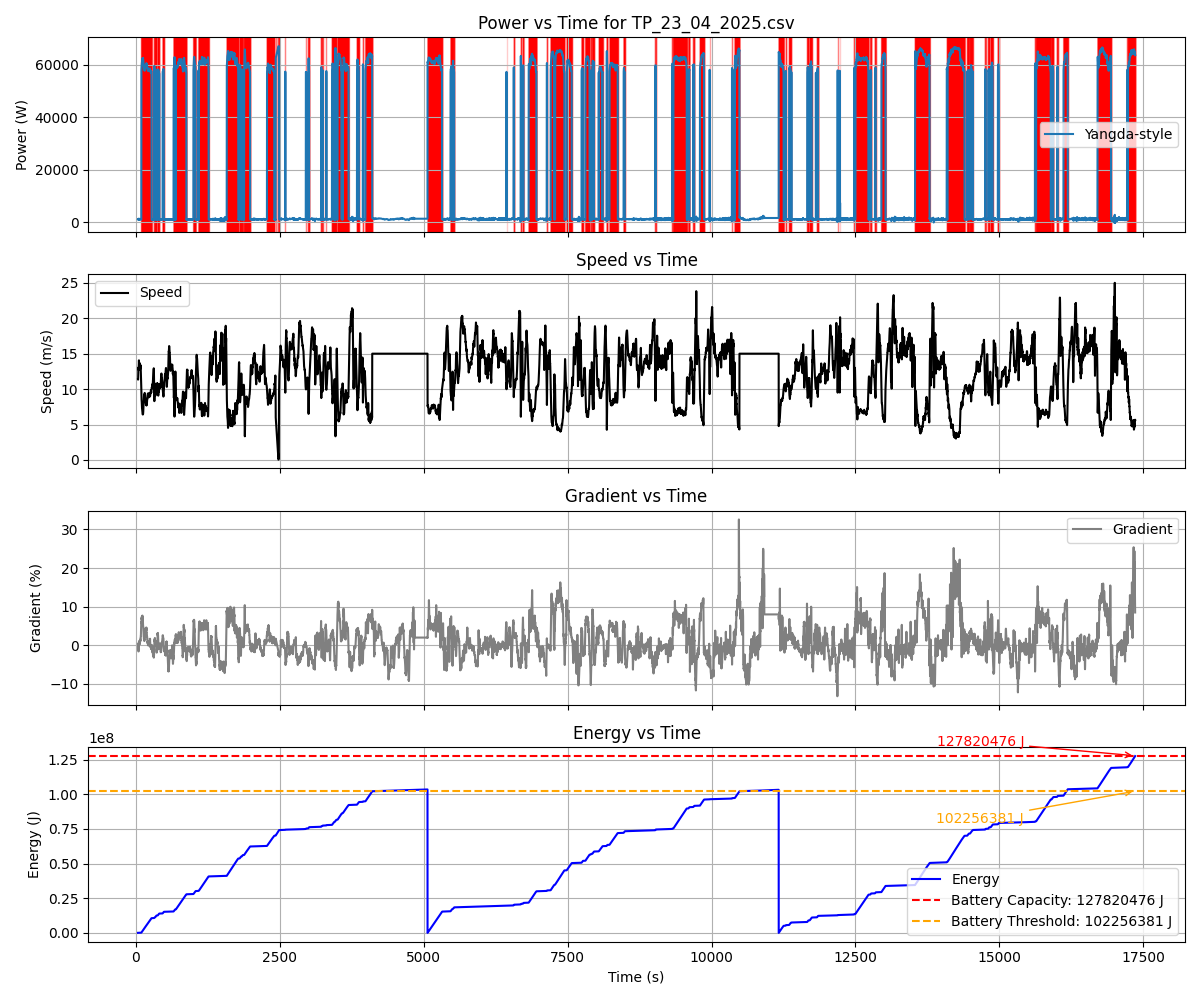 Power vs Time for TP_23_04_2025.csv
60000
40000
20000
0
Power (W)
Yangda-style
Speed vs Time
25
20
15
10
5
0
Speed (m/s)
Speed
Gradient vs Time
30
20
10
0
−10
Gradient (%)
Gradient
Energy vs Time
1e8
1.25
1.00
0.75
0.50
0.25
0.00
Energy (J)
127820476 J
102256381 J
Energy
Battery Capacity: 127820476 J
Battery Threshold: 102256381 J
0 2500 5000 7500 10000 12500 15000 17500
Time (s)